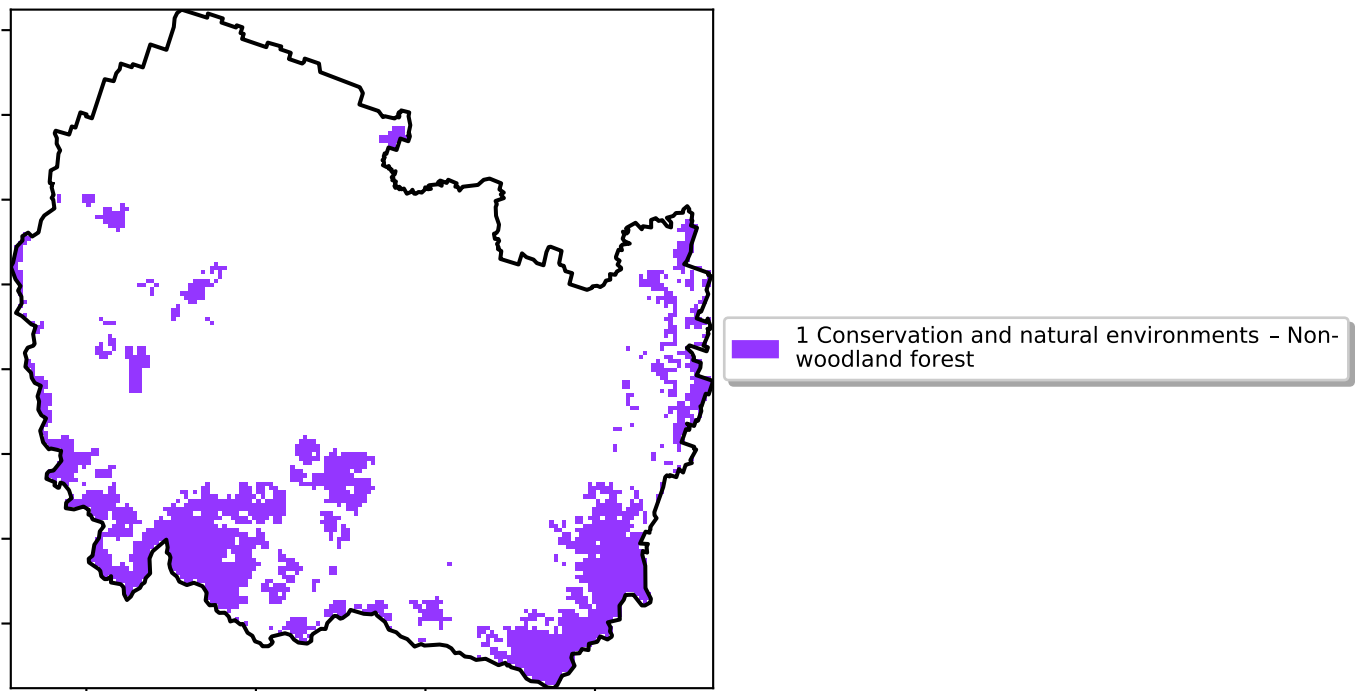 1 Conservation and natural environments – Non-
woodland forest